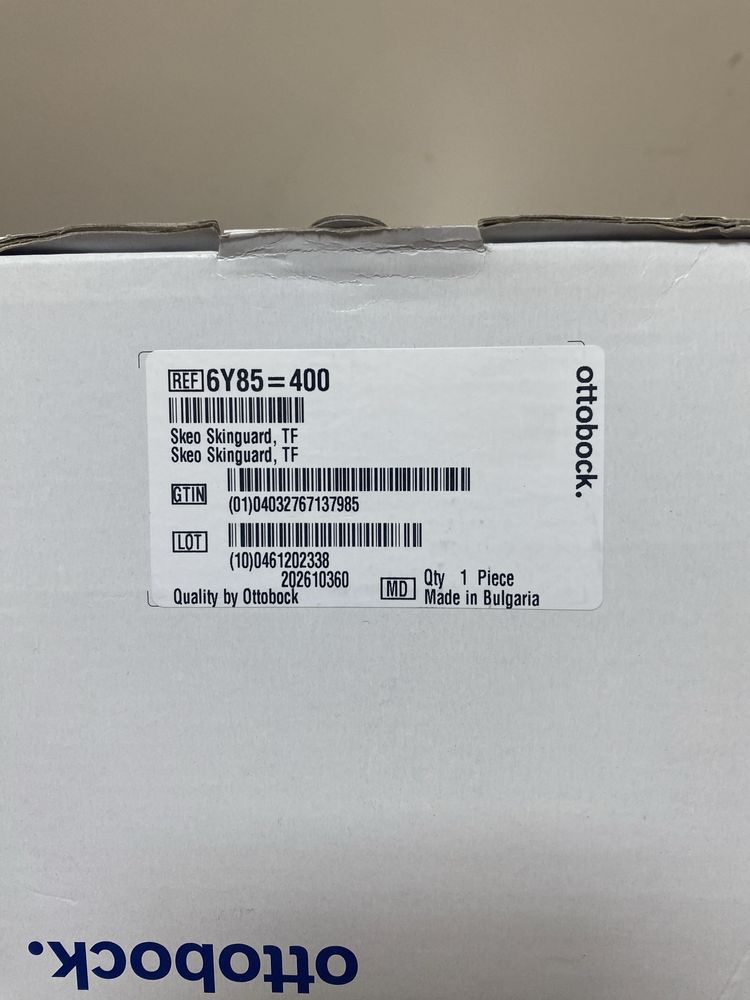 REF 6Y85=400
Skeo Skinguard, TF
Skeo Skinguard, TF
GTIN
(01)04032767137985
LOT
(10)0461202338
202610360
Quality by Ottobock
MD
Qty 1 Piece
Made in Bulgaria
ottobock.
ottobock.